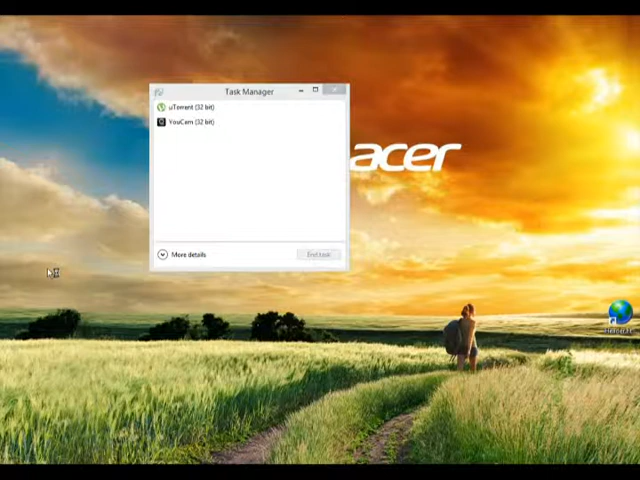 Task Manager
uTorrent (32 bit)
YouCam (32 bit)
acer
More details
End task